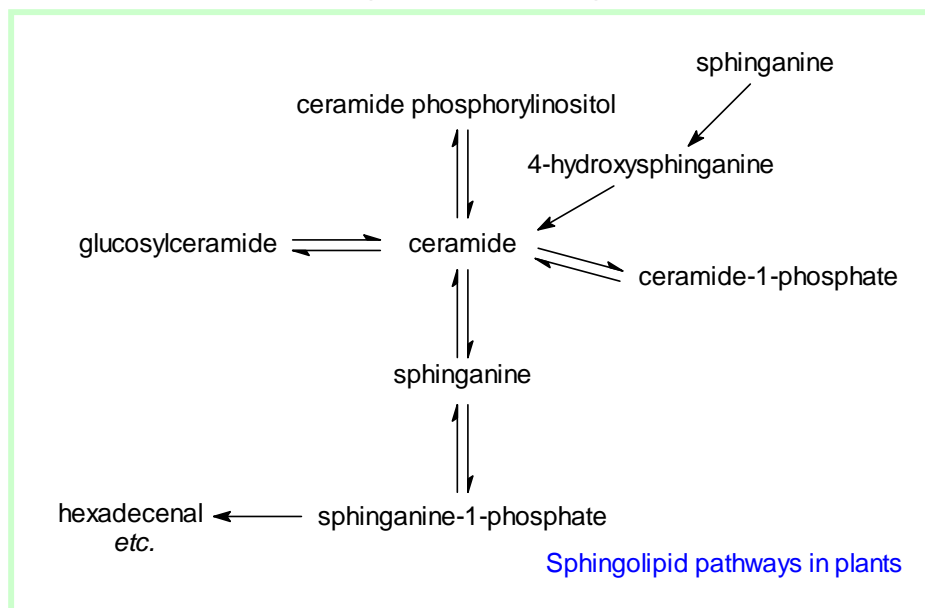 sphinganine
ceramide phosphorylinositol
4-hydroxysphinganine
glucosylceramide
ceramide
ceramide-1-phosphate
sphinganine
hexadecenal
etc.
sphinganine-1-phosphate
Sphingolipid pathways in plants